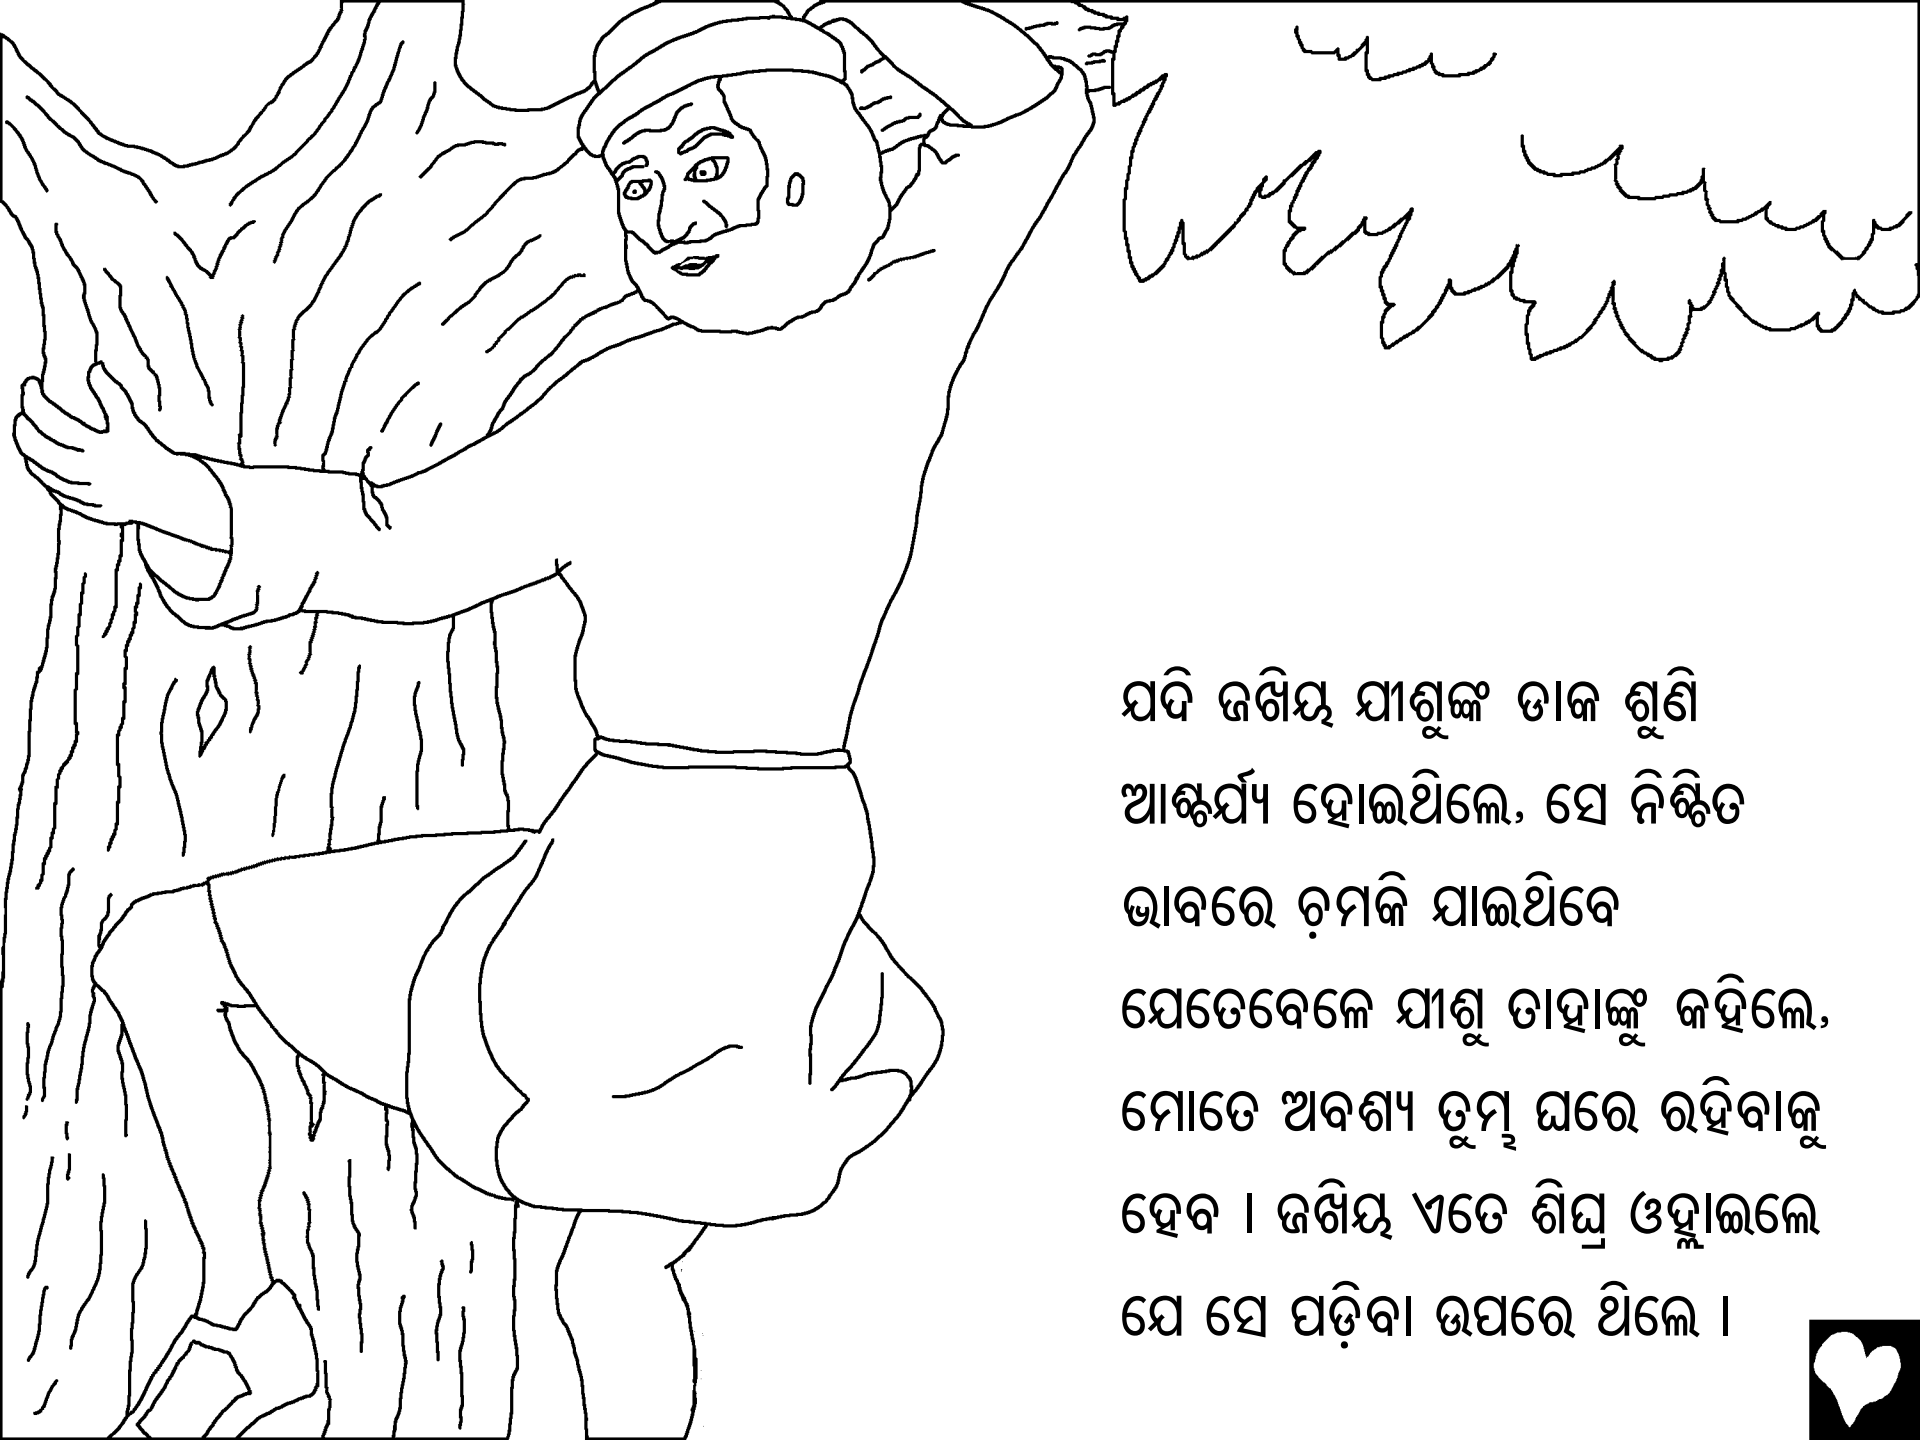 ଯଦି ଜଖିୟ ଯୀଶୁଙ୍କ ଡାକ ଶୁଣି
ଆଶ୍ଚର୍ଯ୍ୟ ହୋଇଥିଲେ, ସେ ନିଶ୍ଚିତ
ଭାବରେ ଚ଼ମକି ଯାଇଥିବେ
ଯେତେବେଳେ ଯୀଶୁ ତାହାଙ୍କୁ କହିଲେ,
ମୋତେ ଅବଶ୍ୟ ତୁମ୍ଭ ଘରେ ରହିବାକୁ
ହେବ । ଜଖିୟ ଏତେ ଶିଘ୍ର ଓହ୍ଲାଇଲେ
ଯେ ସେ ପଡ଼ିବା ଉପରେ ଥିଲେ ।